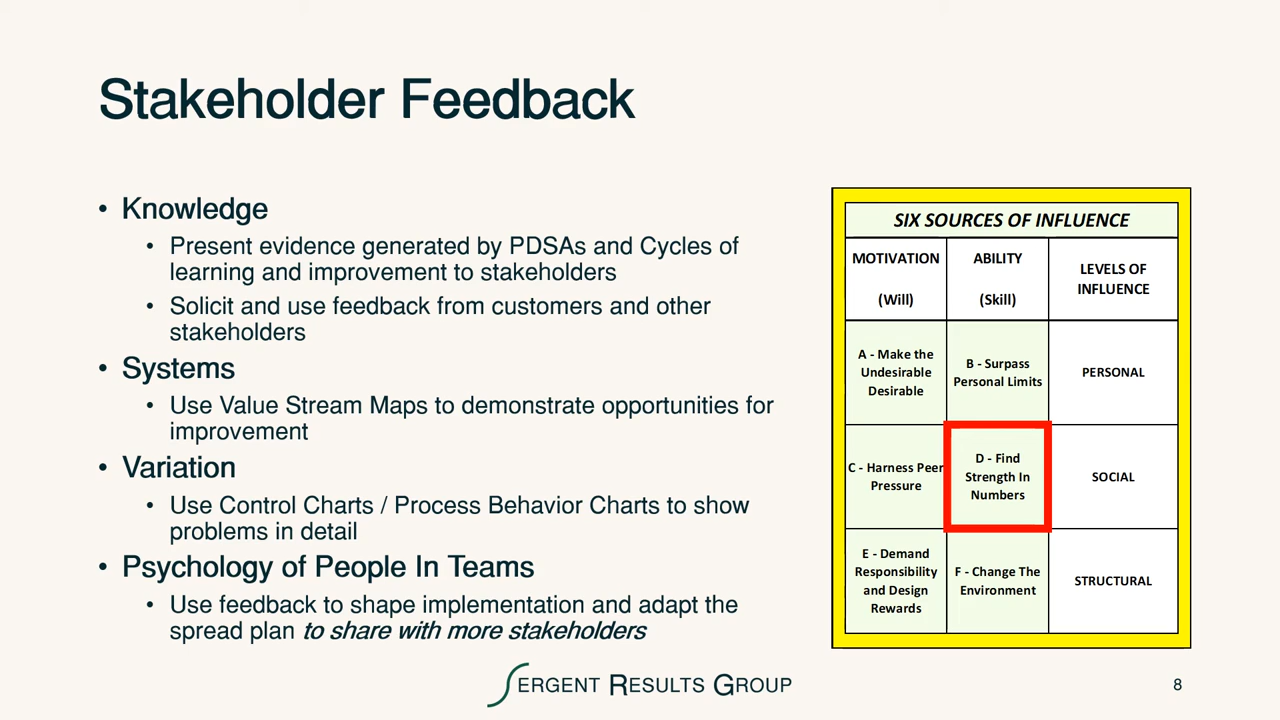 Stakeholder Feedback
• Knowledge
• Present evidence generated by PDSAs and Cycles of
learning and improvement to stakeholders
• Solicit and use feedback from customers and other
stakeholders
• Systems
• Use Value Stream Maps to demonstrate opportunities for
improvement
• Variation
• Use Control Charts / Process Behavior Charts to show
problems in detail
• Psychology of People In Teams
• Use feedback to shape implementation and adapt the
spread plan to share with more stakeholders
SIX SOURCES OF INFLUENCE
MOTIVATION
(Will)
ABILITY
(Skill)
LEVELS OF
INFLUENCE
A - Make the
Undesirable
Desirable
B - Surpass
Personal Limits
PERSONAL
C - Harness Peer
Pressure
D - Find
Strength In
Numbers
SOCIAL
E - Demand
Responsibility
and Design
Rewards
F - Change The
Environment
STRUCTURAL
SERGENT RESULTS GROUP
8